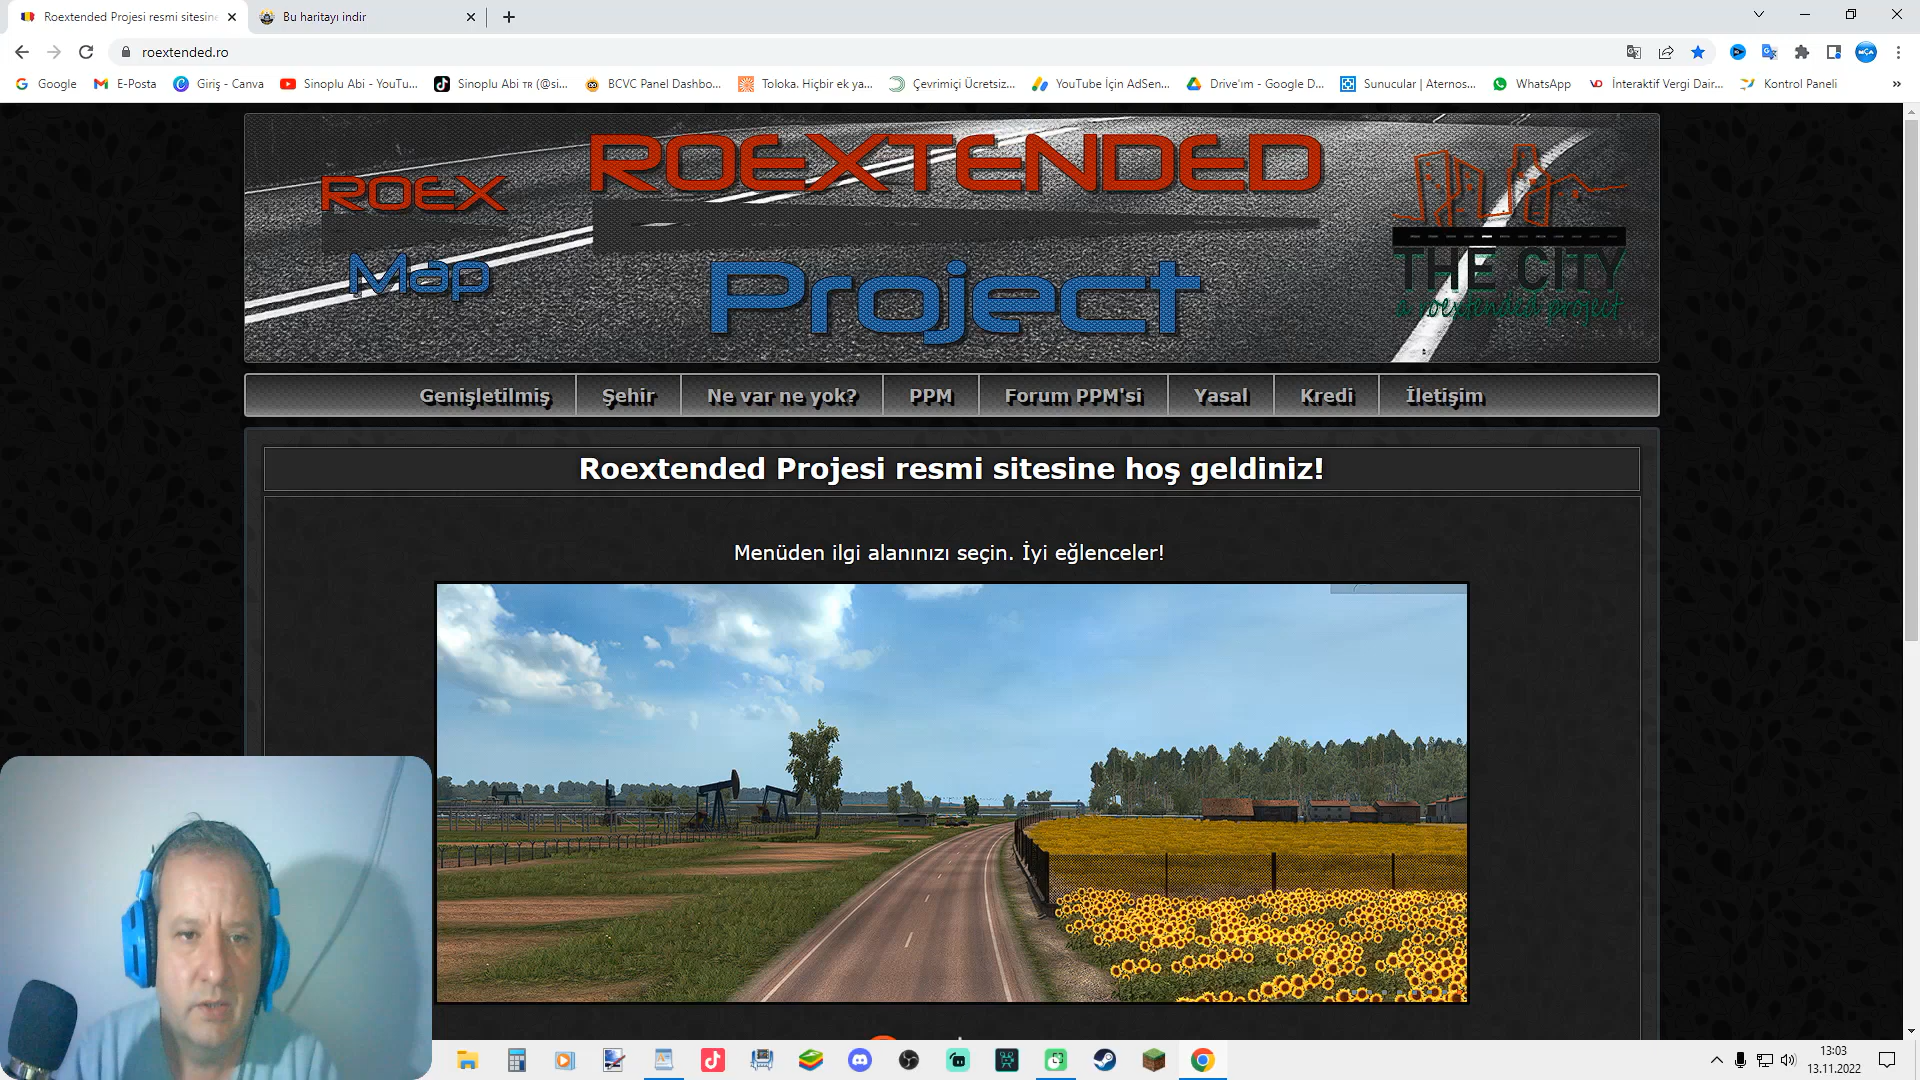 Roextended Projesi resmi sitesine
Bu haritayı indir
roextended.ro
Google
E-Posta
Giriş - Canva
Sinoplu Abi - YouTu...
Sinoplu Abi ᴛʀ (@si...
BCVC Panel Dashbo...
Toloka. Hiçbir ek ya...
Çevrimiçi Ücretsiz...
YouTube İçin AdSen...
Drive'ım - Google D...
Sunucular | Aternos...
WhatsApp
İnteraktif Vergi Dair...
Kontrol Paneli
»
ROEX
Map
ROEXTENDED
Project
THE CITY
a roextended project
Genişletilmiş
Şehir
Ne var ne yok?
PPM
Forum PPM'si
Yasal
Kredi
İletişim
Roextended Projesi resmi sitesine hoş geldiniz!
Menüden ilgi alanınızı seçin. İyi eğlenceler!
13:03
13.11.2022